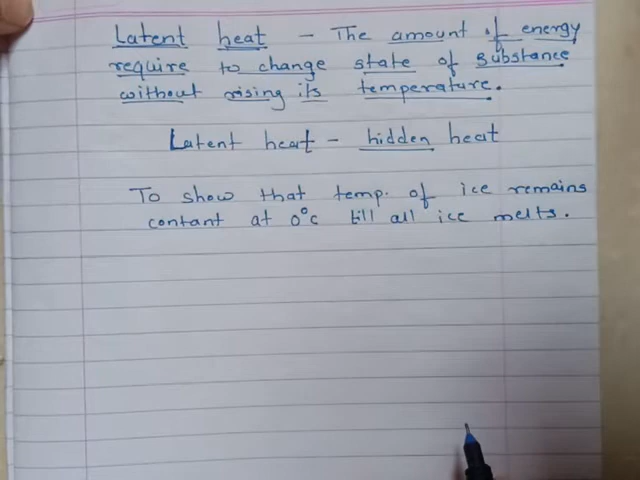 Latent heat - The amount of energy
require to change state of substance
without rising its temperature.
Latent heat - hidden heat
To show that temp. of ice remains
contant at 0°c till all ice melts.